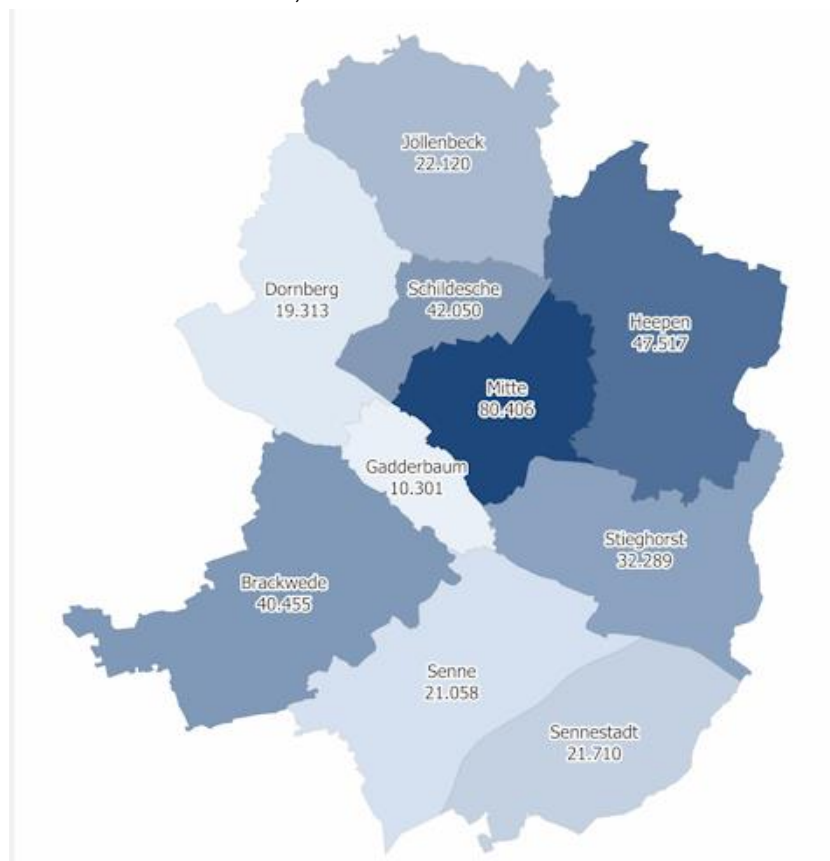 Jöllenbeck
22.120
Dornberg
19.313
Schildesche
42.050
Heepen
47.517
Mitte
80.406
Gadderbaum
10.301
Stieghorst
32.289
Brackwede
40.455
Senne
21.058
Sennestadt
21.710